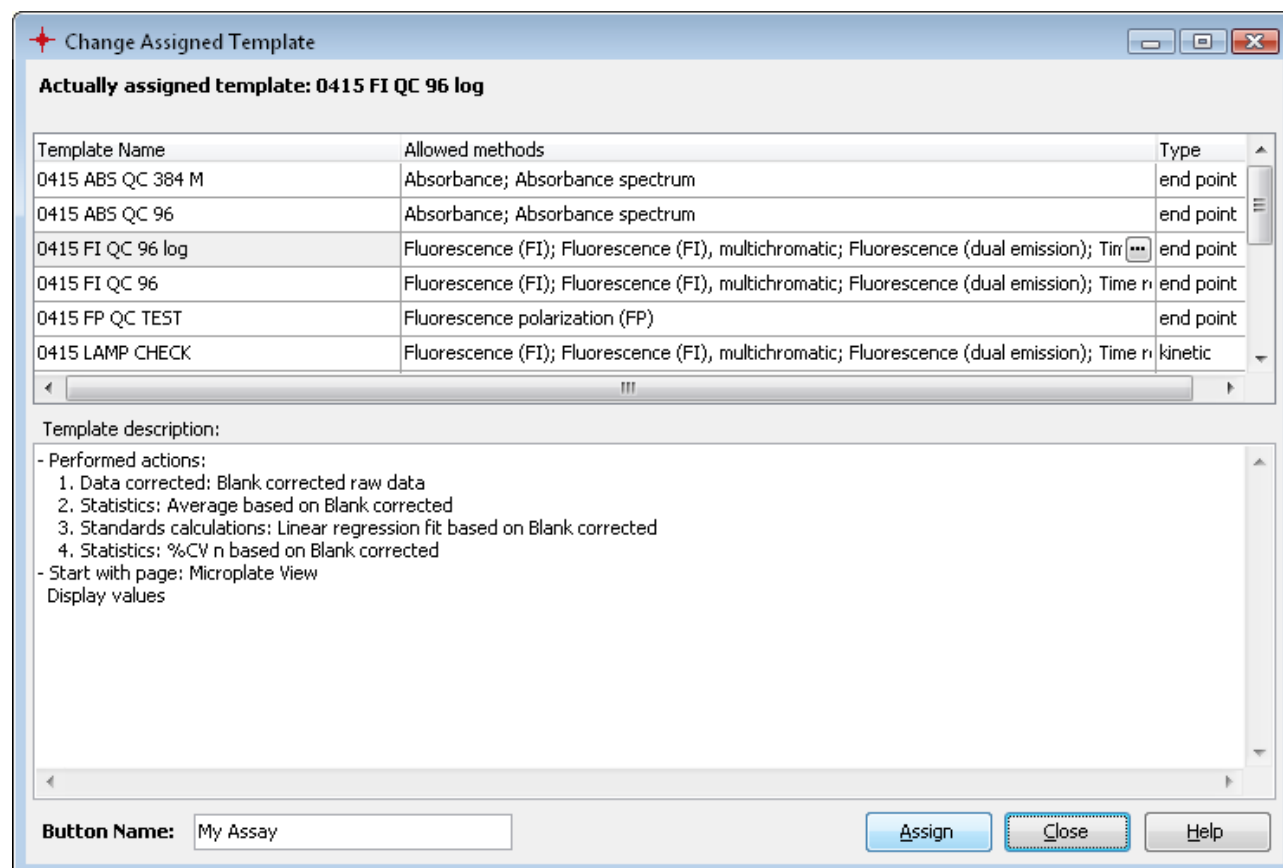 Change Assigned Template
Actually assigned template: 0415 FI QC 96 log
Template Name Allowed methods Type
0415 ABS QC 384 M Absorbance; Absorbance spectrum end point
0415 ABS QC 96 Absorbance; Absorbance spectrum end point
0415 FI QC 96 log Fluorescence (FI); Fluorescence (FI), multichromatic; Fluorescence (dual emission); ... end point
0415 FI QC 96 Fluorescence (FI); Fluorescence (FI), multichromatic; Fluorescence (dual emission); Time end point
0415 FP QC TEST Fluorescence polarization (FP) end point
0415 LAMP CHECK Fluorescence (FI); Fluorescence (FI), multichromatic; Fluorescence (dual emission); Time kinetic
Template description:
- Performed actions:
1. Data corrected: Blank corrected raw data
2. Statistics: Average based on Blank corrected
3. Standards calculations: Linear regression fit based on Blank corrected
4. Statistics: %CV n based on Blank corrected
- Start with page: Microplate View
Display values
Button Name: My Assay Assign Close Help